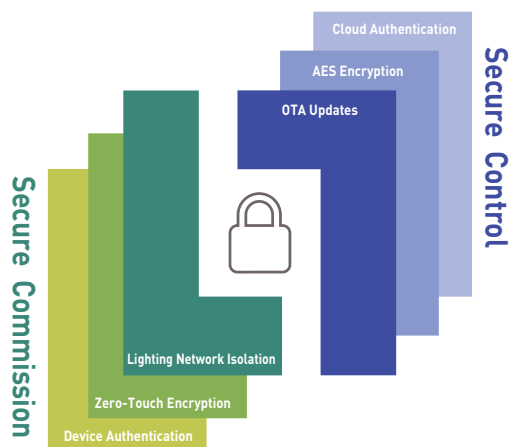 Cloud Authentication
AES Encryption
OTA Updates
Secure Control
Secure Commission
Lighting Network Isolation
Zero-Touch Encryption
Device Authentication